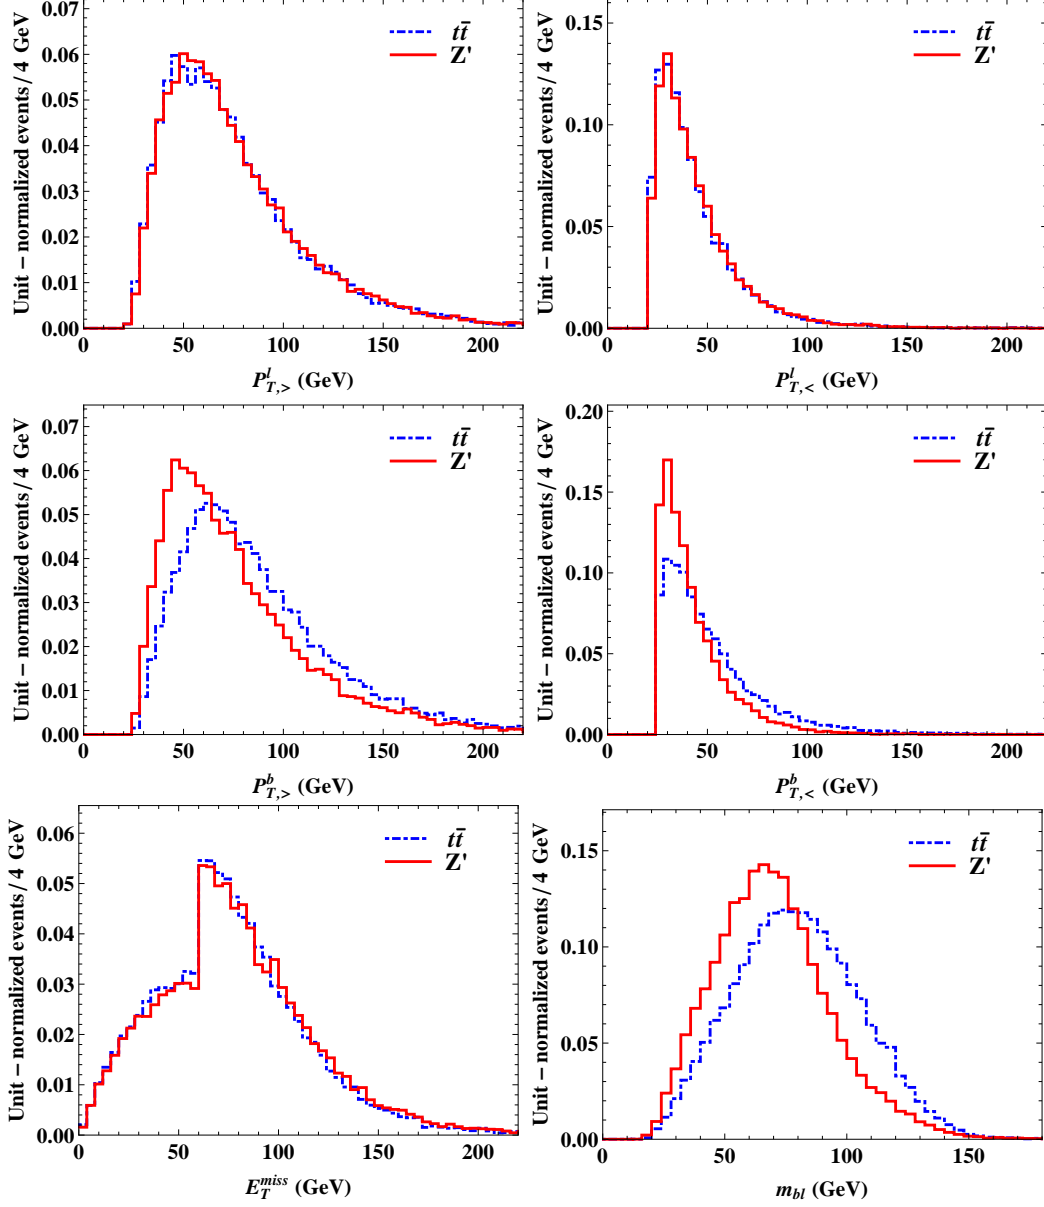 Unit − normalized events / 4 GeV
0.07
0.06
0.05
0.04
0.03
0.02
0.01
0.00
tt̄
Z'
0 50 100 150 200
P^l_{T,>} (GeV)
Unit − normalized events / 4 GeV
0.15
0.10
0.05
0.00
tt̄
Z'
0 50 100 150 200
P^l_{T,<} (GeV)
Unit − normalized events / 4 GeV
0.07
0.06
0.05
0.04
0.03
0.02
0.01
0.00
tt̄
Z'
0 50 100 150 200
P^b_{T,>} (GeV)
Unit − normalized events / 4 GeV
0.20
0.15
0.10
0.05
0.00
tt̄
Z'
0 50 100 150 200
P^b_{T,<} (GeV)
Unit − normalized events / 4 GeV
0.06
0.05
0.04
0.03
0.02
0.01
0.00
tt̄
Z'
0 50 100 150 200
E_T^{miss} (GeV)
Unit − normalized events / 4 GeV
0.15
0.10
0.05
0.00
tt̄
Z'
0 50 100 150
m_{bl} (GeV)